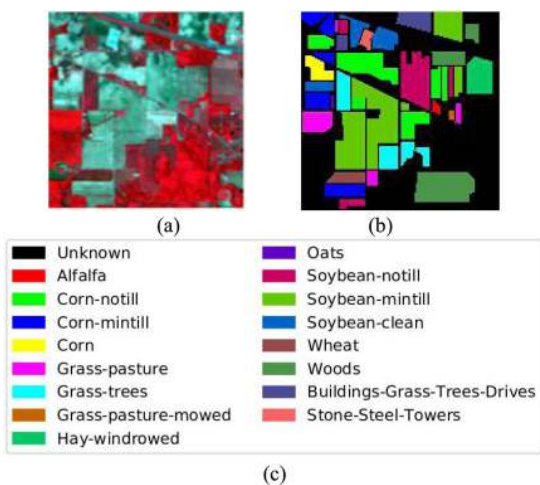 (a) (b)
Unknown Oats
Alfalfa Soybean-notill
Corn-notill Soybean-mintill
Corn-mintill Soybean-clean
Corn Wheat
Grass-pasture Woods
Grass-trees Buildings-Grass-Trees-Drives
Grass-pasture-mowed Stone-Steel-Towers
Hay-windrowed
(c)